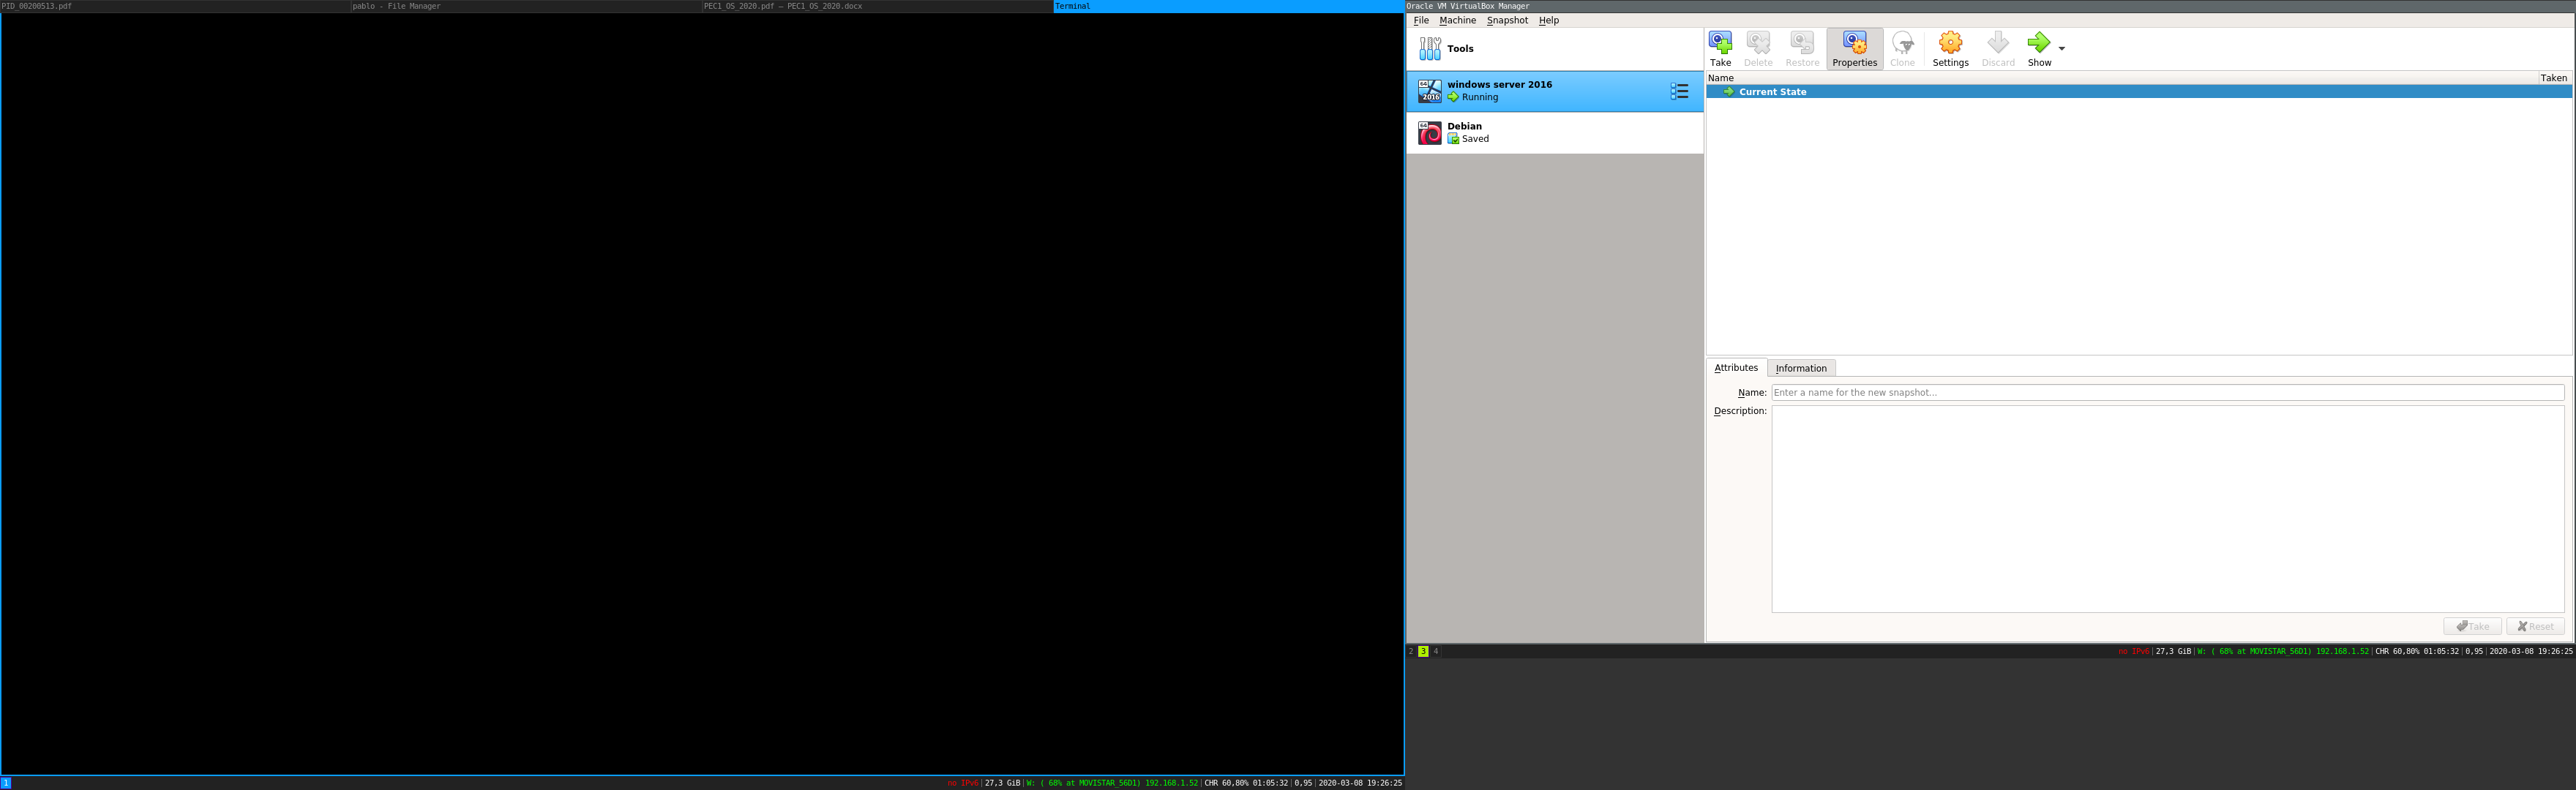 PID_00200513.pdf
pablo - File Manager
PEC1_OS_2020.pdf — PEC1_OS_2020.docx
Terminal
1
no IPv6|27,3 GiB|W: ( 68% at MOVISTAR_56D1) 192.168.1.52|CHR 60,80% 01:05:32|0,95|2020-03-08 19:26:25
Oracle VM VirtualBox Manager
File Machine Snapshot Help
Tools
64
2016
windows server 2016
Running
64
Debian
Saved
Take Delete Restore Properties Clone Settings Discard Show
Name Taken
Current State
Attributes Information
Name: Enter a name for the new snapshot...
Description:
Take Reset
2 3 4
no IPv6|27,3 GiB|W: ( 68% at MOVISTAR_56D1) 192.168.1.52|CHR 60,80% 01:05:32|0,95|2020-03-08 19:26:25